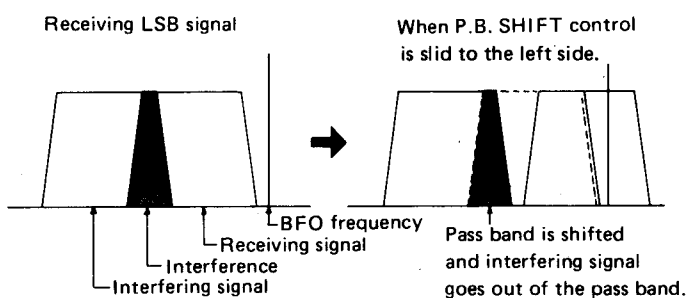 Receiving LSB signal
When P.B. SHIFT control
is slid to the left side.
BFO frequency
Receiving signal
Interference
Interfering signal
Pass band is shifted
and interfering signal
goes out of the pass band.